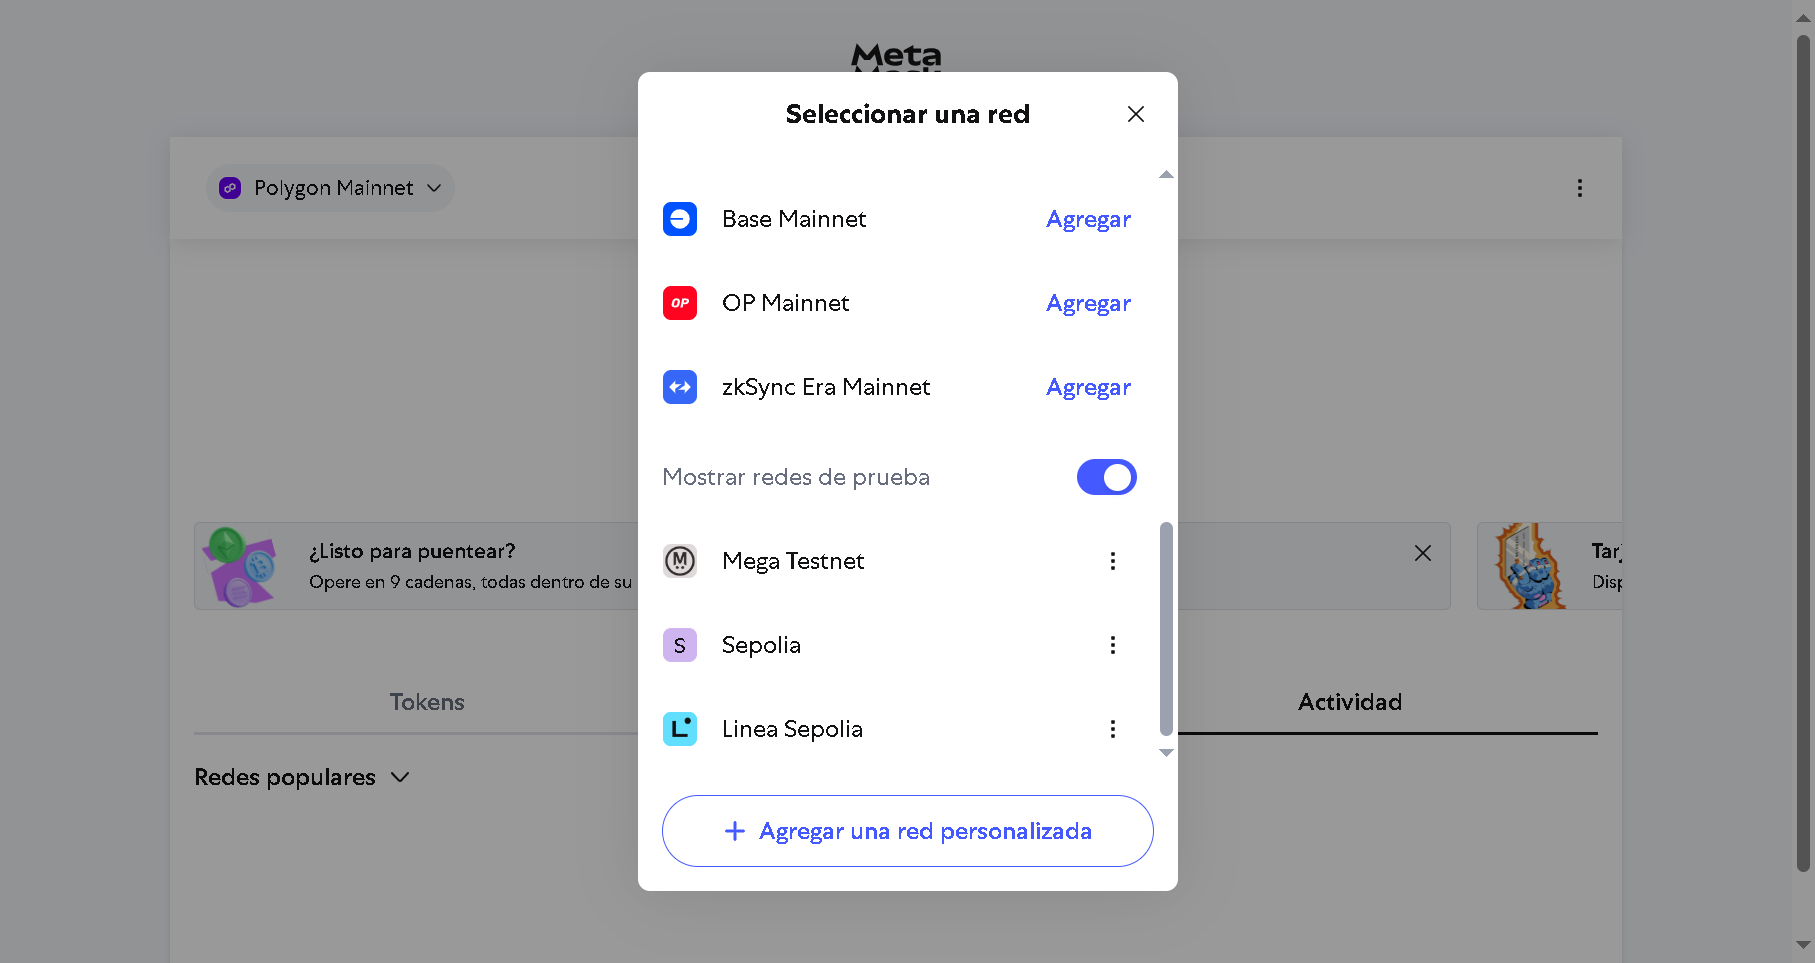 Meta
Seleccionar una red
Polygon Mainnet
Base Mainnet Agregar
OP OP Mainnet Agregar
zkSync Era Mainnet Agregar
Mostrar redes de prueba
¿Listo para puentear?
Opere en 9 cadenas, todas dentro de su
M Mega Testnet
S Sepolia
L Linea Sepolia
Tokens
Actividad
Redes populares
+ Agregar una red personalizada